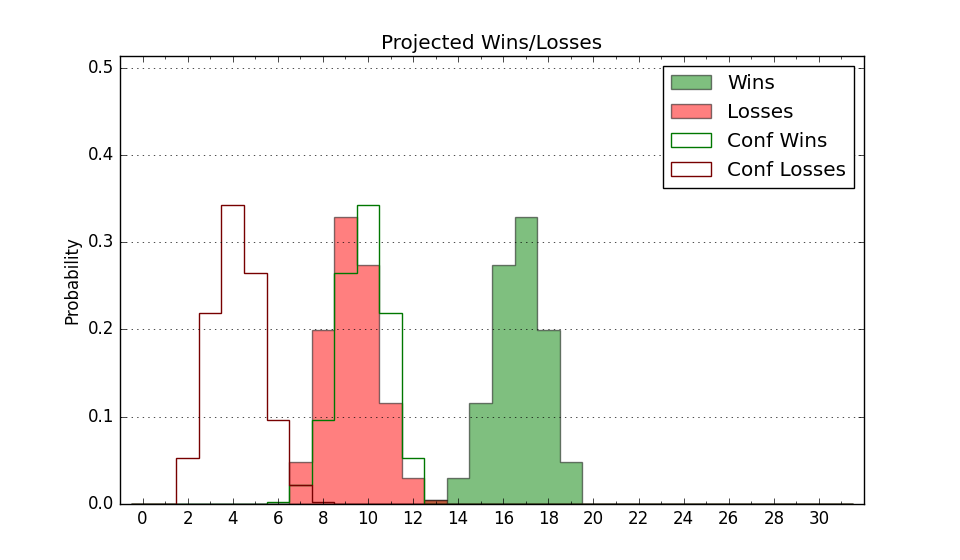 Projected Wins/Losses
0.5
0.4
0.3
0.2
0.1
0.0
Probability
Wins
Losses
Conf Wins
Conf Losses
0 2 4 6 8 10 12 14 16 18 20 22 24 26 28 30